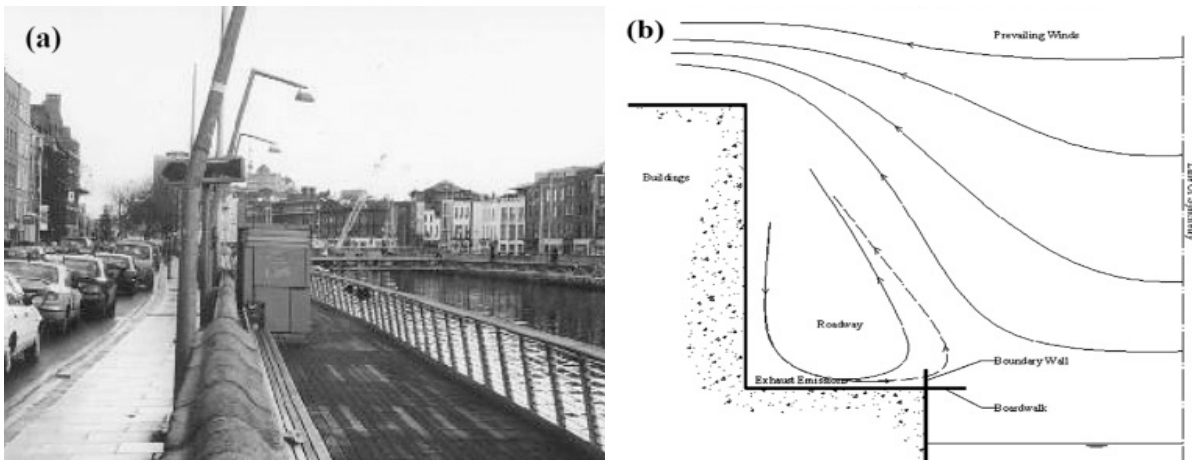 (a)
(b)
Prevailing Winds
Buildings
Roadway
Boundary Wall
Exhaust Emissions
Boardwalk